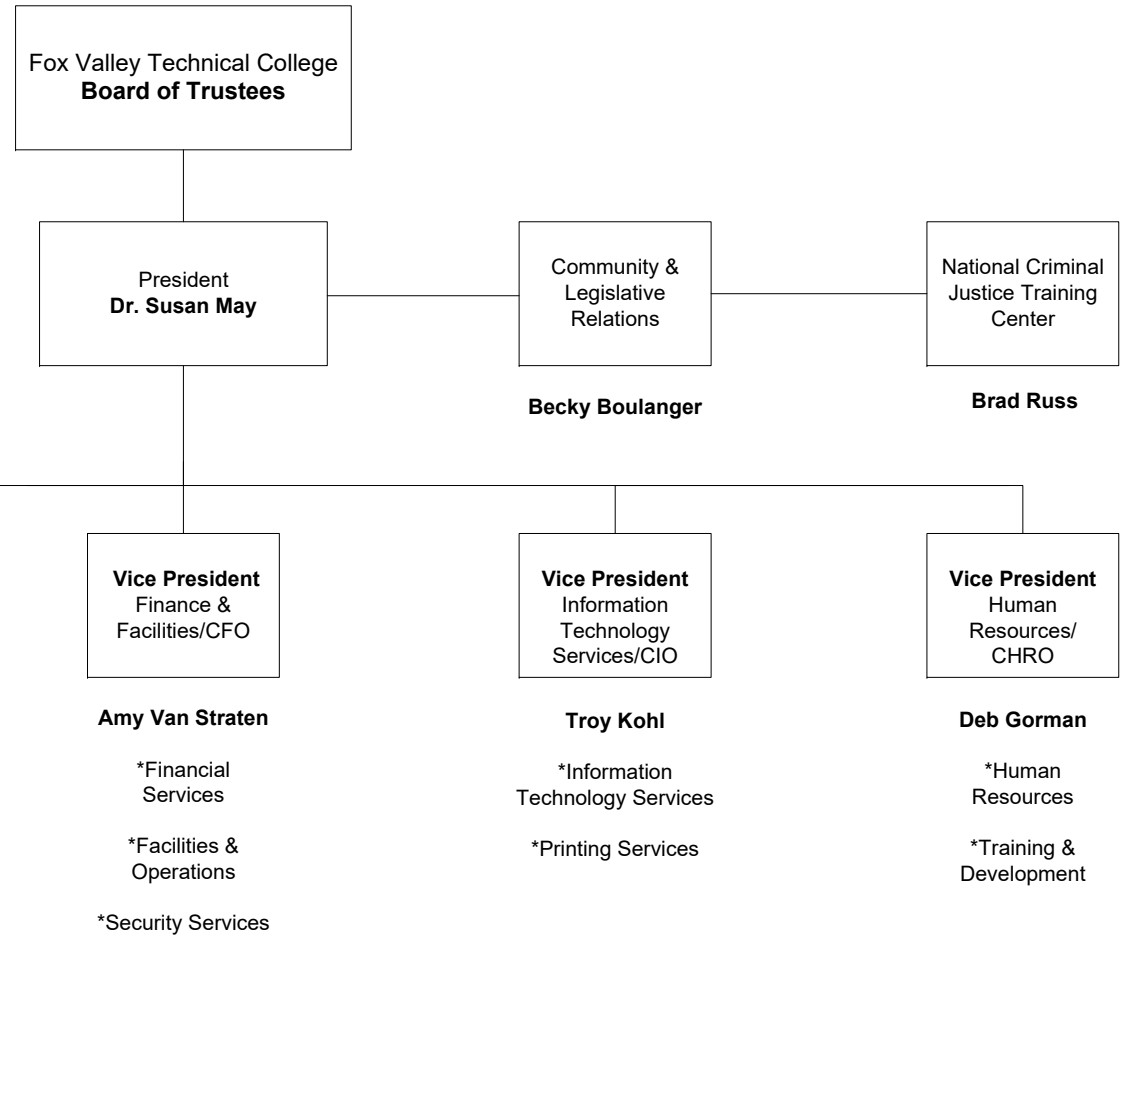 Fox Valley Technical College
Board of Trustees
President
Dr. Susan May
Community &
Legislative
Relations
Becky Boulanger
National Criminal
Justice Training
Center
Brad Russ
Vice President
Finance &
Facilities/CFO
Amy Van Straten
*Financial
Services
*Facilities &
Operations
*Security Services
Vice President
Information
Technology
Services/CIO
Troy Kohl
*Information
Technology Services
*Printing Services
Vice President
Human
Resources/
CHRO
Deb Gorman
*Human
Resources
*Training &
Development